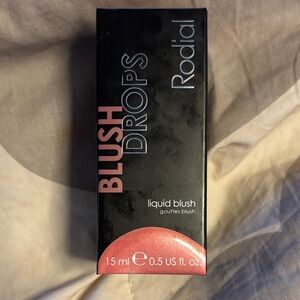 Rodial
BLUSH
DROPS
liquid blush
gouttes blush
15 ml ℮ 0.5 US fl. oz.